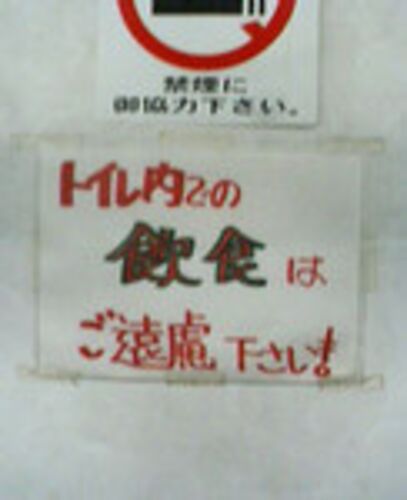 禁煙に
御協力下さい。
トイレ内での
飲食は
ご遠慮下さい!